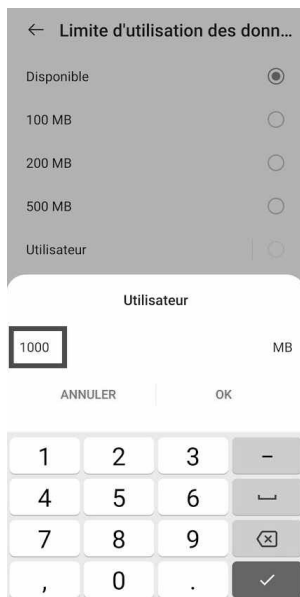 ← Limite d'utilisation des donn...
Disponible
100 MB
200 MB
500 MB
Utilisateur
Utilisateur
1000 MB
ANNULER OK
1 2 3 –
4 5 6
7 8 9
, 0 .